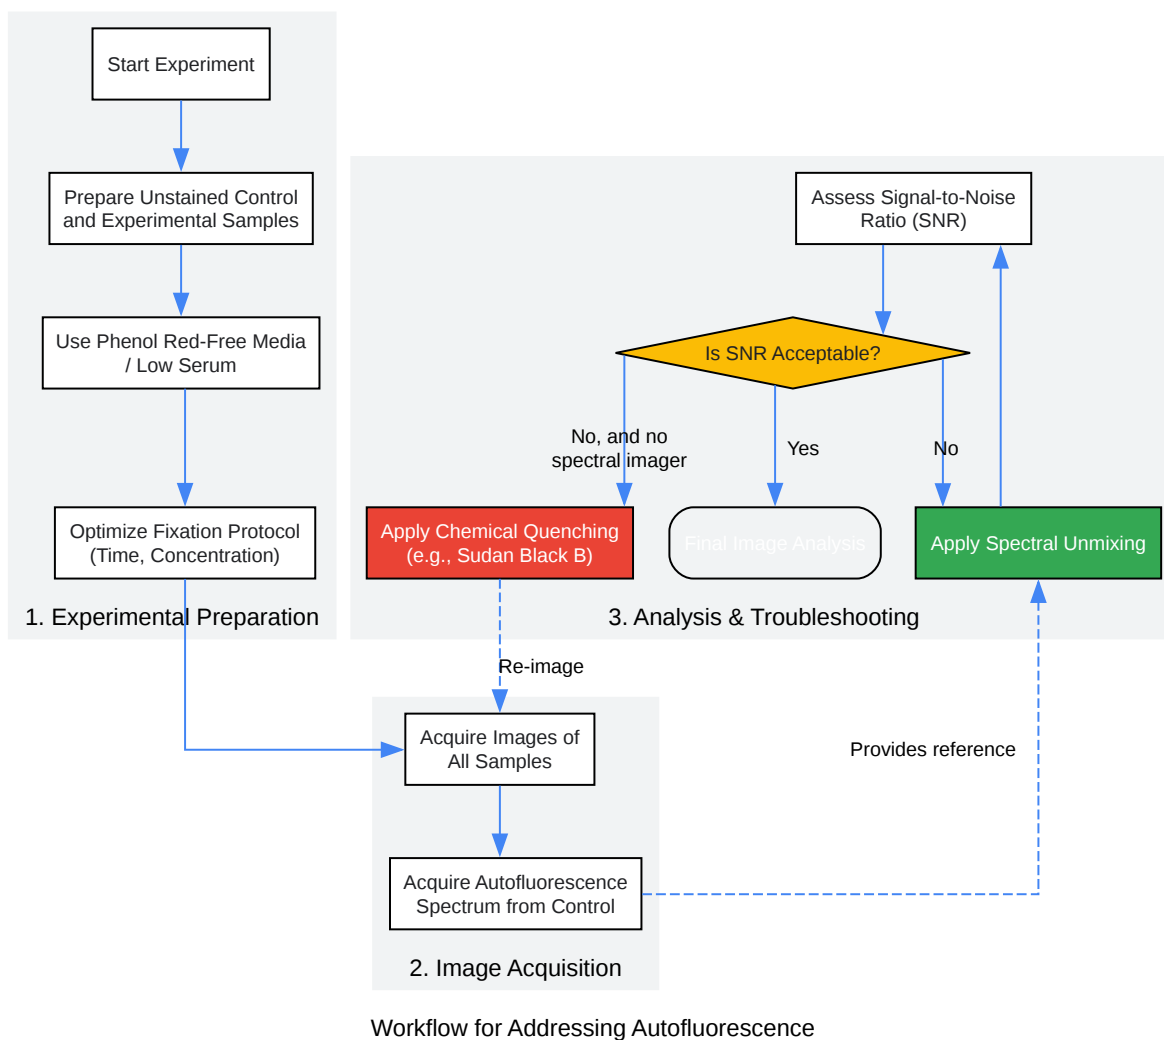 Start Experiment
Prepare Unstained Control
and Experimental Samples
Use Phenol Red-Free Media
/ Low Serum
Optimize Fixation Protocol
(Time, Concentration)
1. Experimental Preparation
Assess Signal-to-Noise
Ratio (SNR)
Is SNR Acceptable?
No, and no
spectral imager
Yes
No
Apply Chemical Quenching
(e.g., Sudan Black B)
Final Image Analysis
Apply Spectral Unmixing
3. Analysis & Troubleshooting
Re-image
Acquire Images of
All Samples
Provides reference
Acquire Autofluorescence
Spectrum from Control
2. Image Acquisition
Workflow for Addressing Autofluorescence